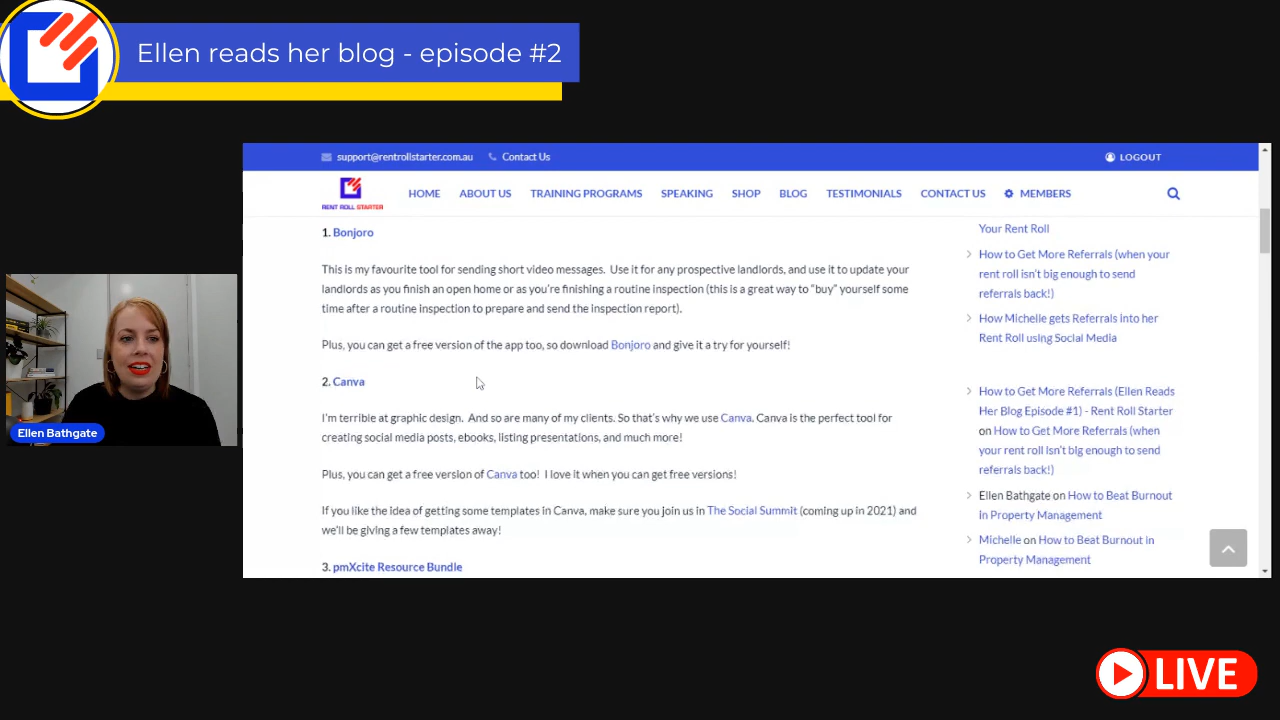 Ellen reads her blog - episode #2
support@rentrollstarter.com.au Contact Us LOGOUT
RENT ROLL STARTER HOME ABOUT US TRAINING PROGRAMS SPEAKING SHOP BLOG TESTIMONIALS CONTACT US MEMBERS
1. Bonjoro
This is my favourite tool for sending short video messages. Use it for any prospective landlords, and use it to update your
landlords as you finish an open home or as you're finishing a routine inspection (this is a great way to "buy" yourself some
time after a routine inspection to prepare and send the inspection report).
Plus, you can get a free version of the app too, so download Bonjoro and give it a try for yourself!
2. Canva
I'm terrible at graphic design. And so are many of my clients. So that's why we use Canva. Canva is the perfect tool for
creating social media posts, ebooks, listing presentations, and much more!
Plus, you can get a free version of Canva too! I love it when you can get free versions!
If you like the idea of getting some templates in Canva, make sure you join us in The Social Summit (coming up in 2021) and
we'll be giving a few templates away!
3. pmXcite Resource Bundle
Your Rent Roll
How to Get More Referrals (when your
rent roll isn't big enough to send
referrals back!)
How Michelle gets Referrals into her
Rent Roll using Social Media
How to Get More Referrals (Ellen Reads
Her Blog Episode #1) - Rent Roll Starter
on How to Get More Referrals (when
your rent roll isn't big enough to send
referrals back!)
Ellen Bathgate on How to Beat Burnout
in Property Management
Michelle on How to Beat Burnout in
Property Management
Ellen Bathgate
LIVE